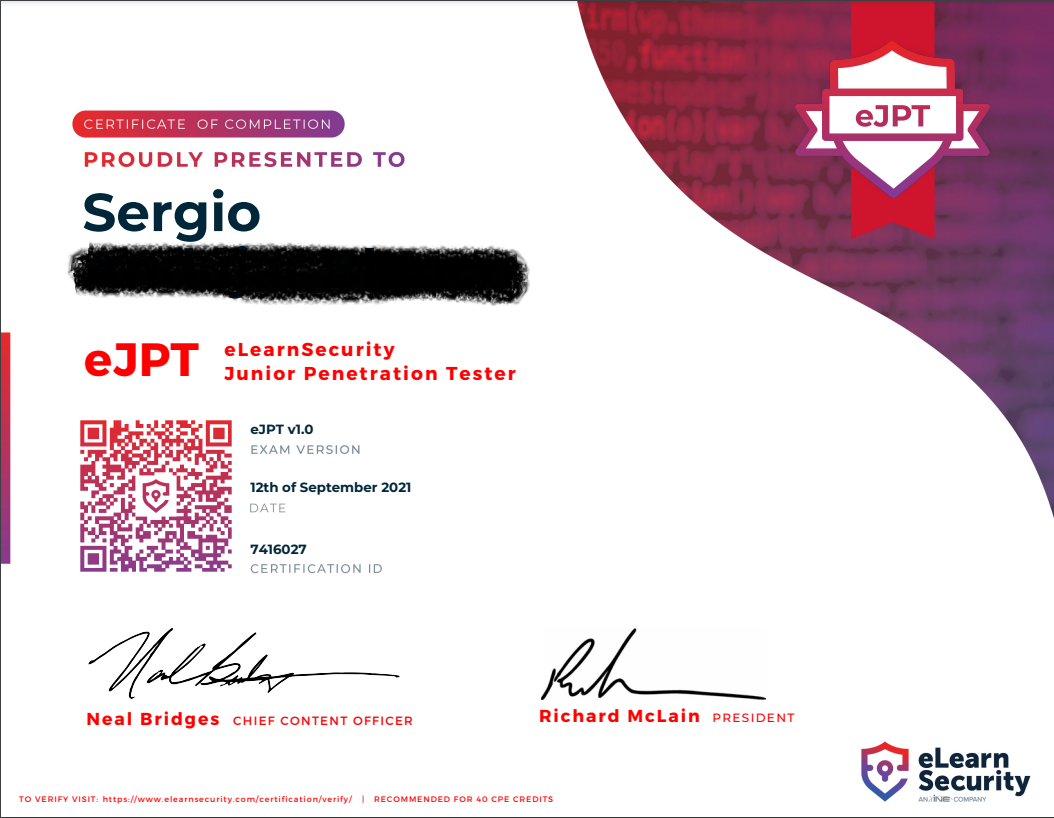 CERTIFICATE OF COMPLETION
PROUDLY PRESENTED TO
Sergio
eJPT
eJPT
eLearnSecurity
Junior Penetration Tester
eJPT v1.0
EXAM VERSION
12th of September 2021
DATE
7416027
CERTIFICATION ID
Neal Bridges CHIEF CONTENT OFFICER
Richard McLain PRESIDENT
eLearn
Security
AN INE COMPANY
TO VERIFY VISIT: https://www.elearnsecurity.com/certification/verify/ | RECOMMENDED FOR 40 CPE CREDITS